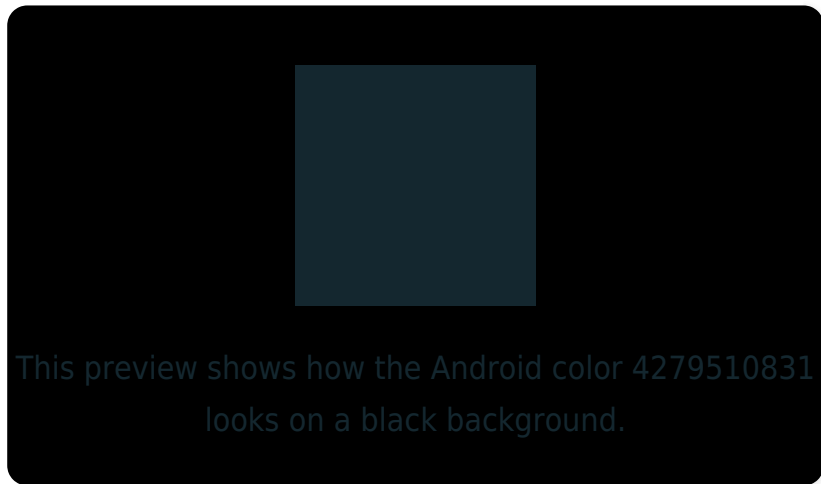 This preview shows how the Android color 4279510831
looks on a black background.